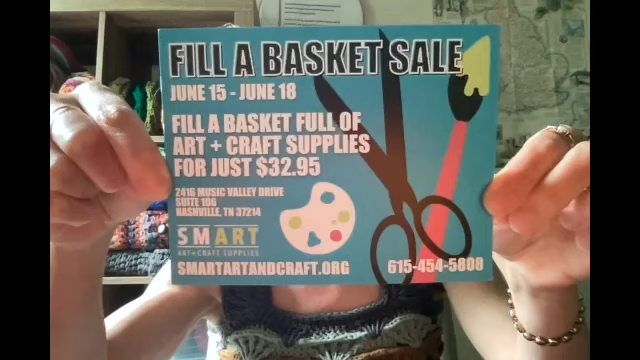 FILL A BASKET SALE
JUNE 15 - JUNE 18
FILL A BASKET FULL OF
ART + CRAFT SUPPLIES
FOR JUST $32.95
2416 MUSIC VALLEY DRIVE
SUITE 106
NASHVILLE, TN 37214
SMART
ART+CRAFT SUPPLIES
SMARTARTANDCRAFT.ORG
615-454-5808